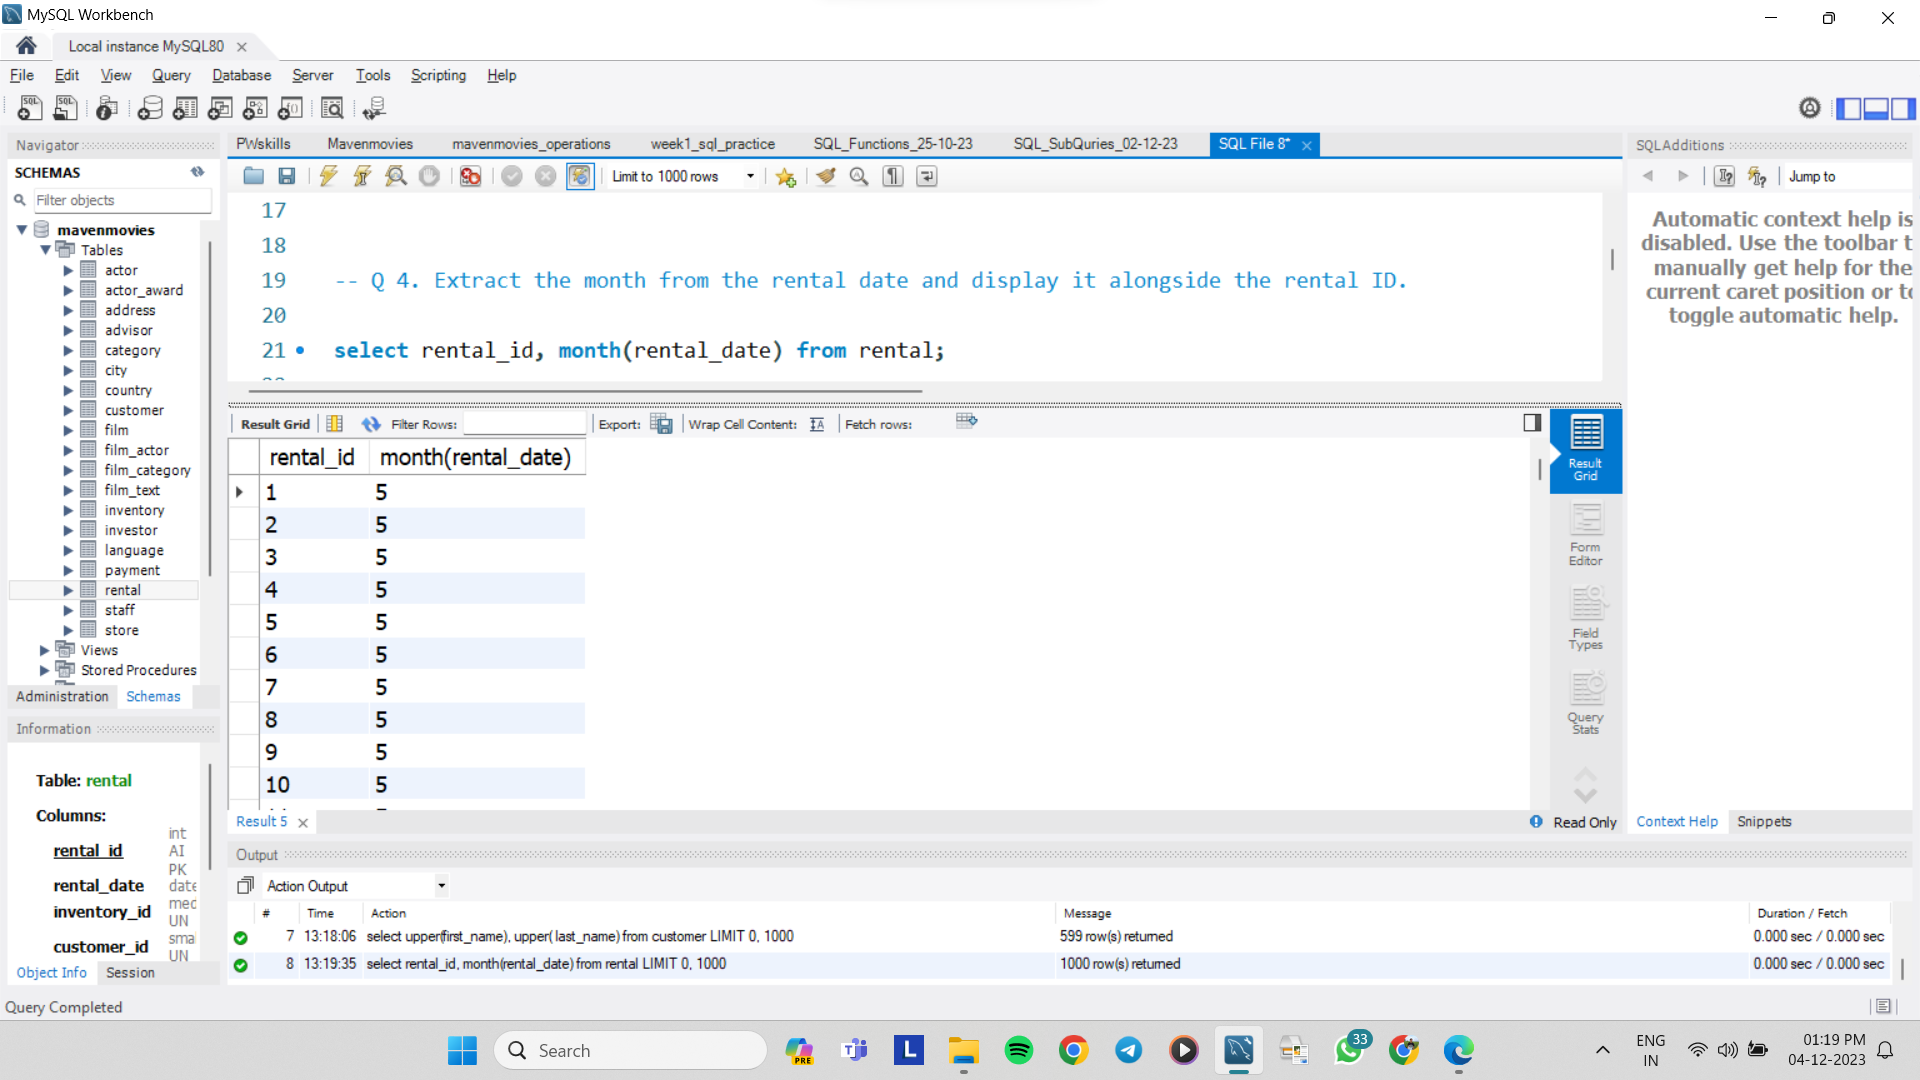 MySQL Workbench
Local instance MySQL80
File Edit View Query Database Server Tools Scripting Help
Navigator
SCHEMAS
Filter objects
mavenmovies
Tables
actor
actor_award
address
advisor
category
city
country
customer
film
film_actor
film_category
film_text
inventory
investor
language
payment
rental
staff
store
Views
Stored Procedures
Administration Schemas
Information
Table: rental
Columns:
rental_id int AI PK
rental_date date
inventory_id med UN
customer_id sma UN
Object Info Session
Query Completed
PWskills Mavenmovies mavenmovies_operations week1_sql_practice SQL_Functions_25-10-23 SQL_SubQuries_02-12-23 SQL File 8*
Limit to 1000 rows
17
18
19 -- Q 4. Extract the month from the rental date and display it alongside the rental ID.
20
21 select rental_id, month(rental_date) from rental;
Result Grid Filter Rows: Export: Wrap Cell Content: Fetch rows:
rental_id month(rental_date)
1 5
2 5
3 5
4 5
5 5
6 5
7 5
8 5
9 5
10 5
Result Grid
Form Editor
Field Types
Query Stats
Result 5
Read Only
SQLAdditions
Jump to
Automatic context help is
disabled. Use the toolbar t
manually get help for the
current caret position or to
toggle automatic help.
Context Help Snippets
Output
Action Output
# Time Action Message Duration / Fetch
7 13:18:06 select upper(first_name), upper( last_name) from customer LIMIT 0, 1000 599 row(s) returned 0.000 sec / 0.000 sec
8 13:19:35 select rental_id, month(rental_date) from rental LIMIT 0, 1000 1000 row(s) returned 0.000 sec / 0.000 sec
Search
PRE
L
33
ENG
IN
01:19 PM
04-12-2023